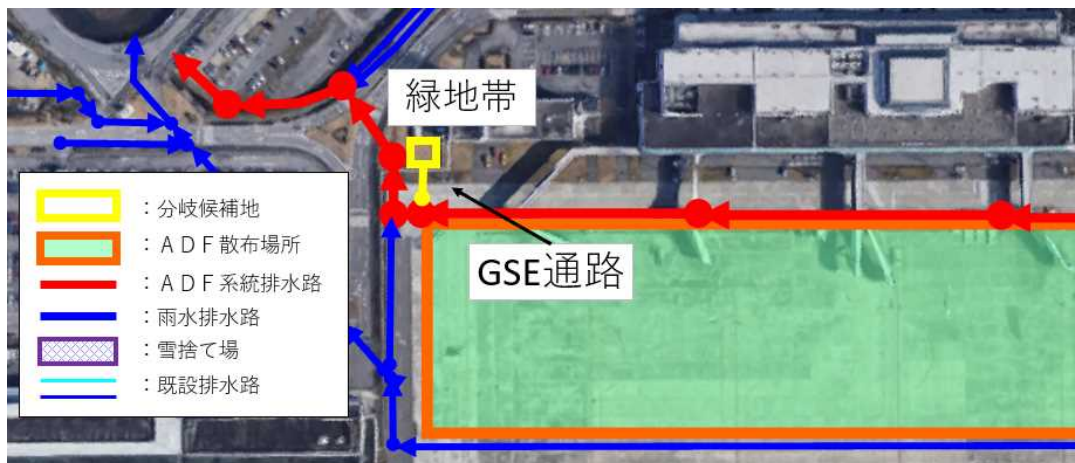 緑地帯
GSE通路
：分岐候補地
：ＡＤＦ散布場所
：ＡＤＦ系統排水路
：雨水排水路
：雪捨て場
：既設排水路